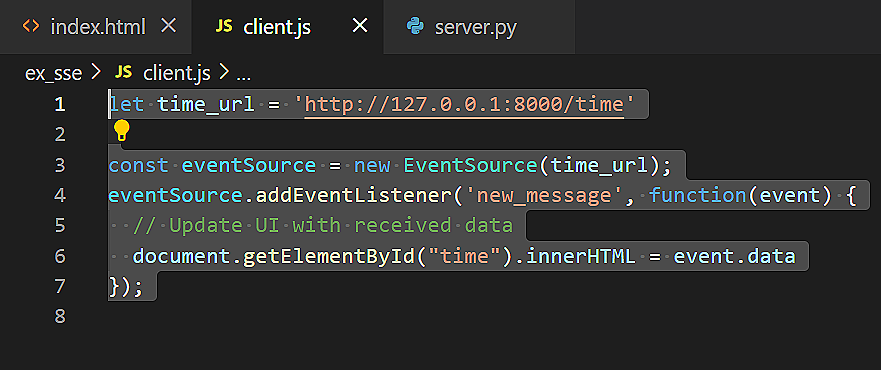 index.html
JS client.js
server.py
ex_sse > JS client.js > ...
1 let time_url = 'http://127.0.0.1:8000/time'
2
3 const eventSource = new EventSource(time_url);
4 eventSource.addEventListener('new_message', function(event) {
5   // Update UI with received data
6   document.getElementById("time").innerHTML = event.data
7 });
8